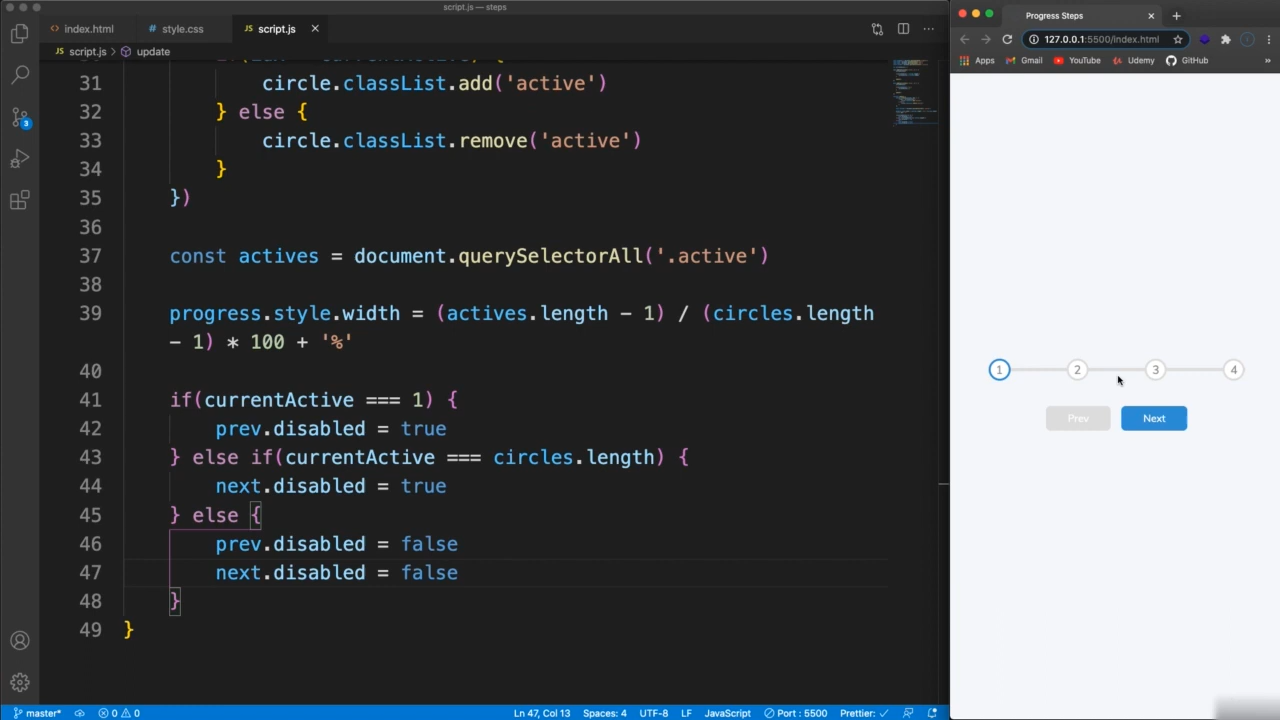 script.js — steps
index.html
style.css
JS script.js
JS script.js > update
31 circle.classList.add('active')
32 } else {
33 circle.classList.remove('active')
34 }
35 })
36
37 const actives = document.querySelectorAll('.active')
38
39 progress.style.width = (actives.length - 1) / (circles.length
- 1) * 100 + '%'
40
41 if(currentActive === 1) {
42 prev.disabled = true
43 } else if(currentActive === circles.length) {
44 next.disabled = true
45 } else {
46 prev.disabled = false
47 next.disabled = false
48 }
49 }
3
master*
0 0
Ln 47, Col 13
Spaces: 4
UTF-8
LF
JavaScript
Port : 5500
Prettier: ✓
Progress Steps
127.0.0.1:5500/index.html
Apps
Gmail
YouTube
Udemy
GitHub
»
1 2 3 4
Prev Next